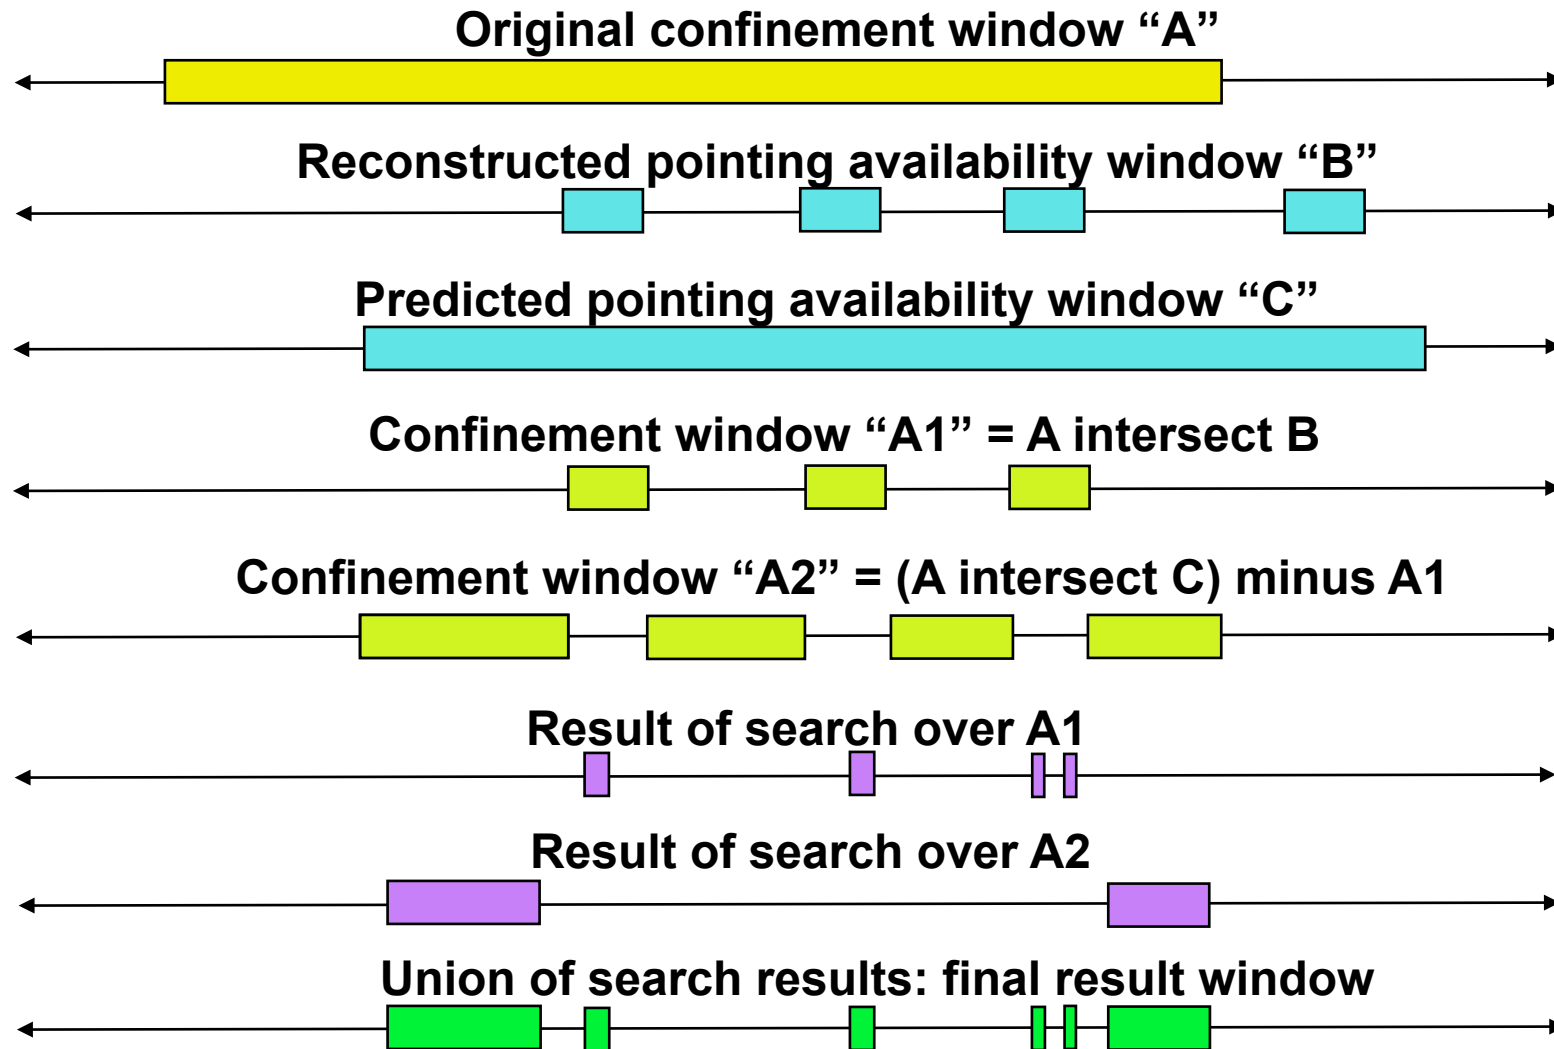 Original confinement window “A”
Reconstructed pointing availability window “B”
Predicted pointing availability window “C”
Confinement window “A1” = A intersect B
Confinement window “A2” = (A intersect C) minus A1
Result of search over A1
Result of search over A2
Union of search results: final result window